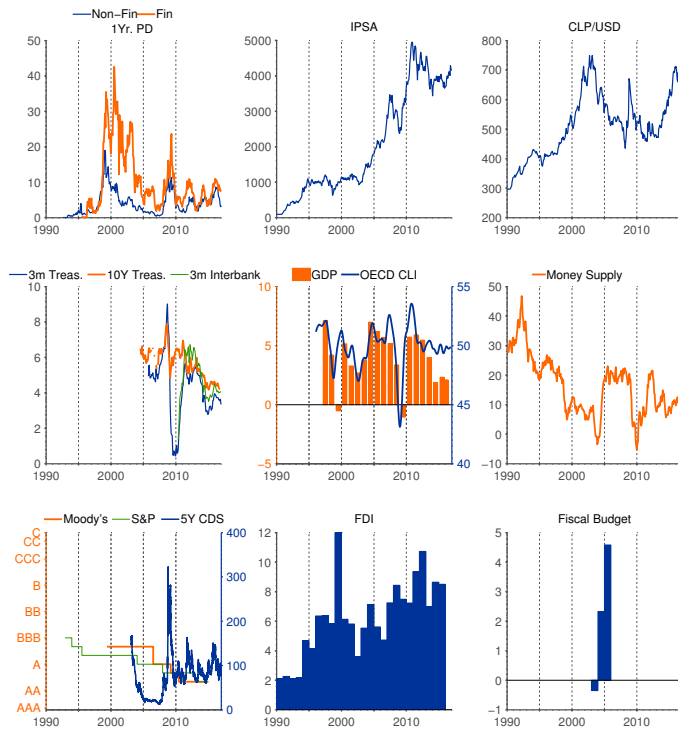 Non−Fin Fin
1Yr. PD
50
40
30
20
10
0
1990 2000 2010
IPSA
5000
4000
3000
2000
1000
0
1990 2000 2010
CLP/USD
800
700
600
500
400
300
200
1990 2000 2010
3m Treas. 10Y Treas. 3m Interbank
10
8
6
4
2
0
1990 2000 2010
GDP OECD CLI
10 55
5 50
0 45
−5 40
1990 2000 2010
Money Supply
50
40
30
20
10
0
−10
1990 2000 2010
Moody's S&P 5Y CDS
C 400
CC
CCC
300
B
BB 200
BBB
A 100
AA
AAA 0
1990 2000 2010
FDI
12
10
8
6
4
2
0
1990 2000 2010
Fiscal Budget
5
4
3
2
1
0
−1
1990 2000 2010